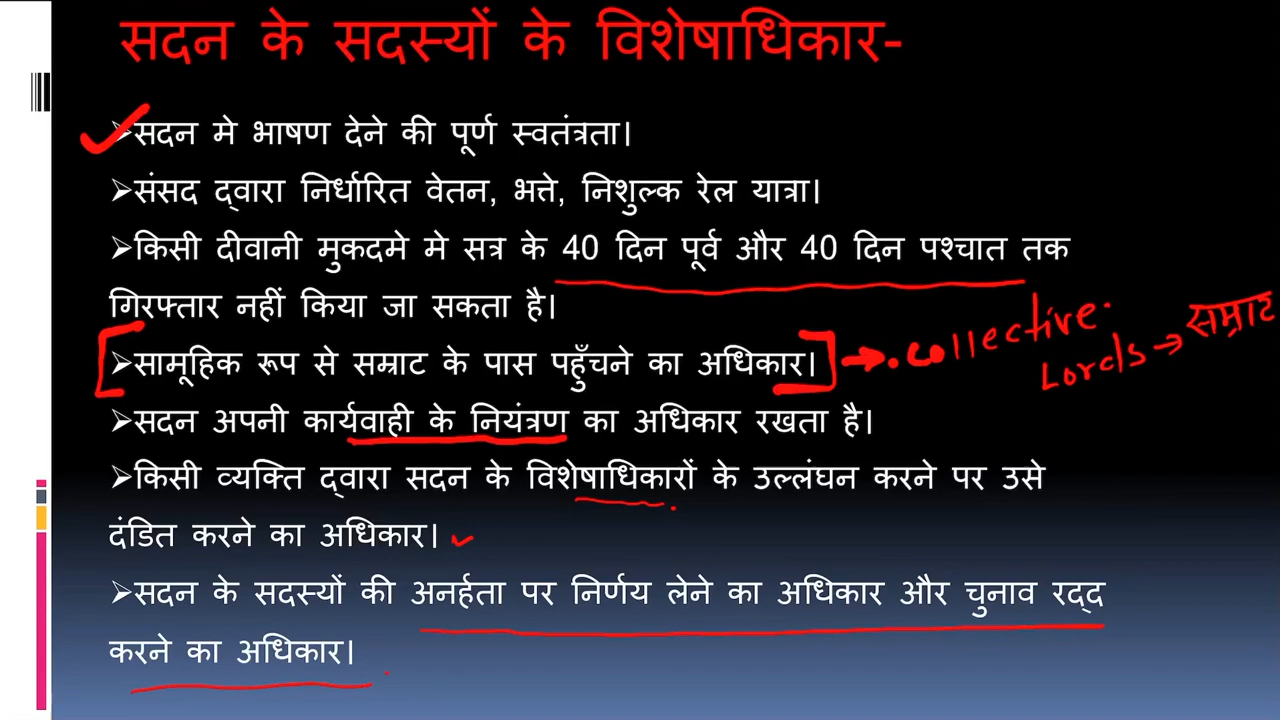 सदन के सदस्यों के विशेषाधिकार-
➢सदन मे भाषण देने की पूर्ण स्वतंत्रता।
➢संसद द्वारा निर्धारित वेतन, भत्ते, निशुल्क रेल यात्रा।
➢किसी दीवानी मुकदमे मे सत्र के 40 दिन पूर्व और 40 दिन पश्चात तक
गिरफ्तार नहीं किया जा सकता है।
➢सामूहिक रूप से सम्राट के पास पहुँचने का अधिकार।
collective.
Lords → सम्राट
➢सदन अपनी कार्यवाही के नियंत्रण का अधिकार रखता है।
➢किसी व्यक्ति द्वारा सदन के विशेषाधिकारों के उल्लंघन करने पर उसे
दंडित करने का अधिकार।
➢सदन के सदस्यों की अनर्हता पर निर्णय लेने का अधिकार और चुनाव रद्द
करने का अधिकार।